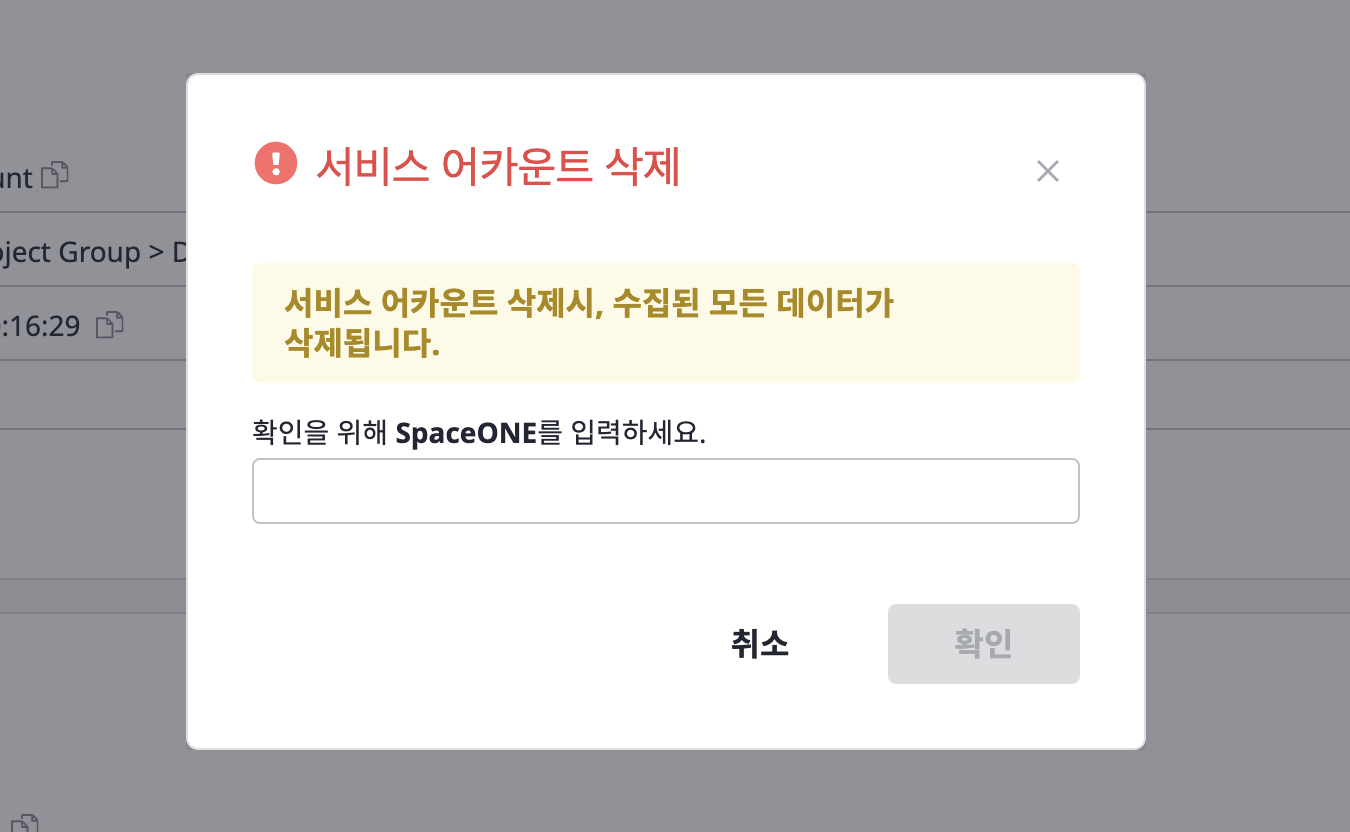 서비스 어카운트 삭제
unt
ject Group > D
서비스 어카운트 삭제시, 수집된 모든 데이터가
삭제됩니다.
:16:29
확인을 위해 SpaceONE를 입력하세요.
취소
확인